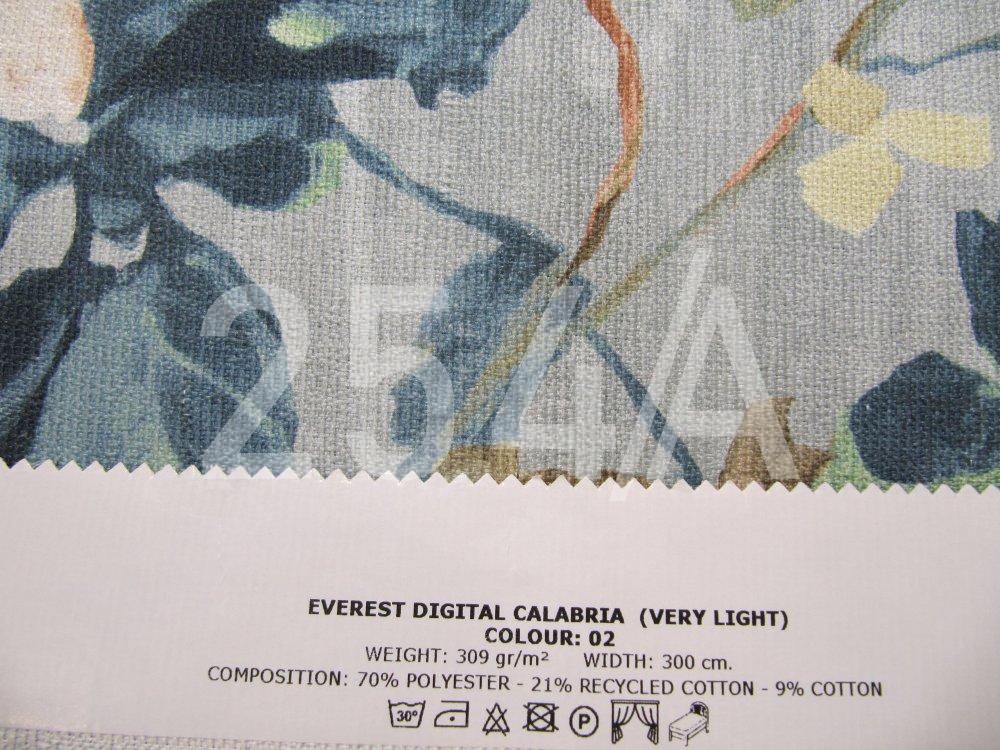 254/A
EVEREST DIGITAL CALABRIA (VERY LIGHT)
COLOUR: 02
WEIGHT: 309 gr/m² WIDTH: 300 cm.
COMPOSITION: 70% POLYESTER - 21% RECYCLED COTTON - 9% COTTON
30° P